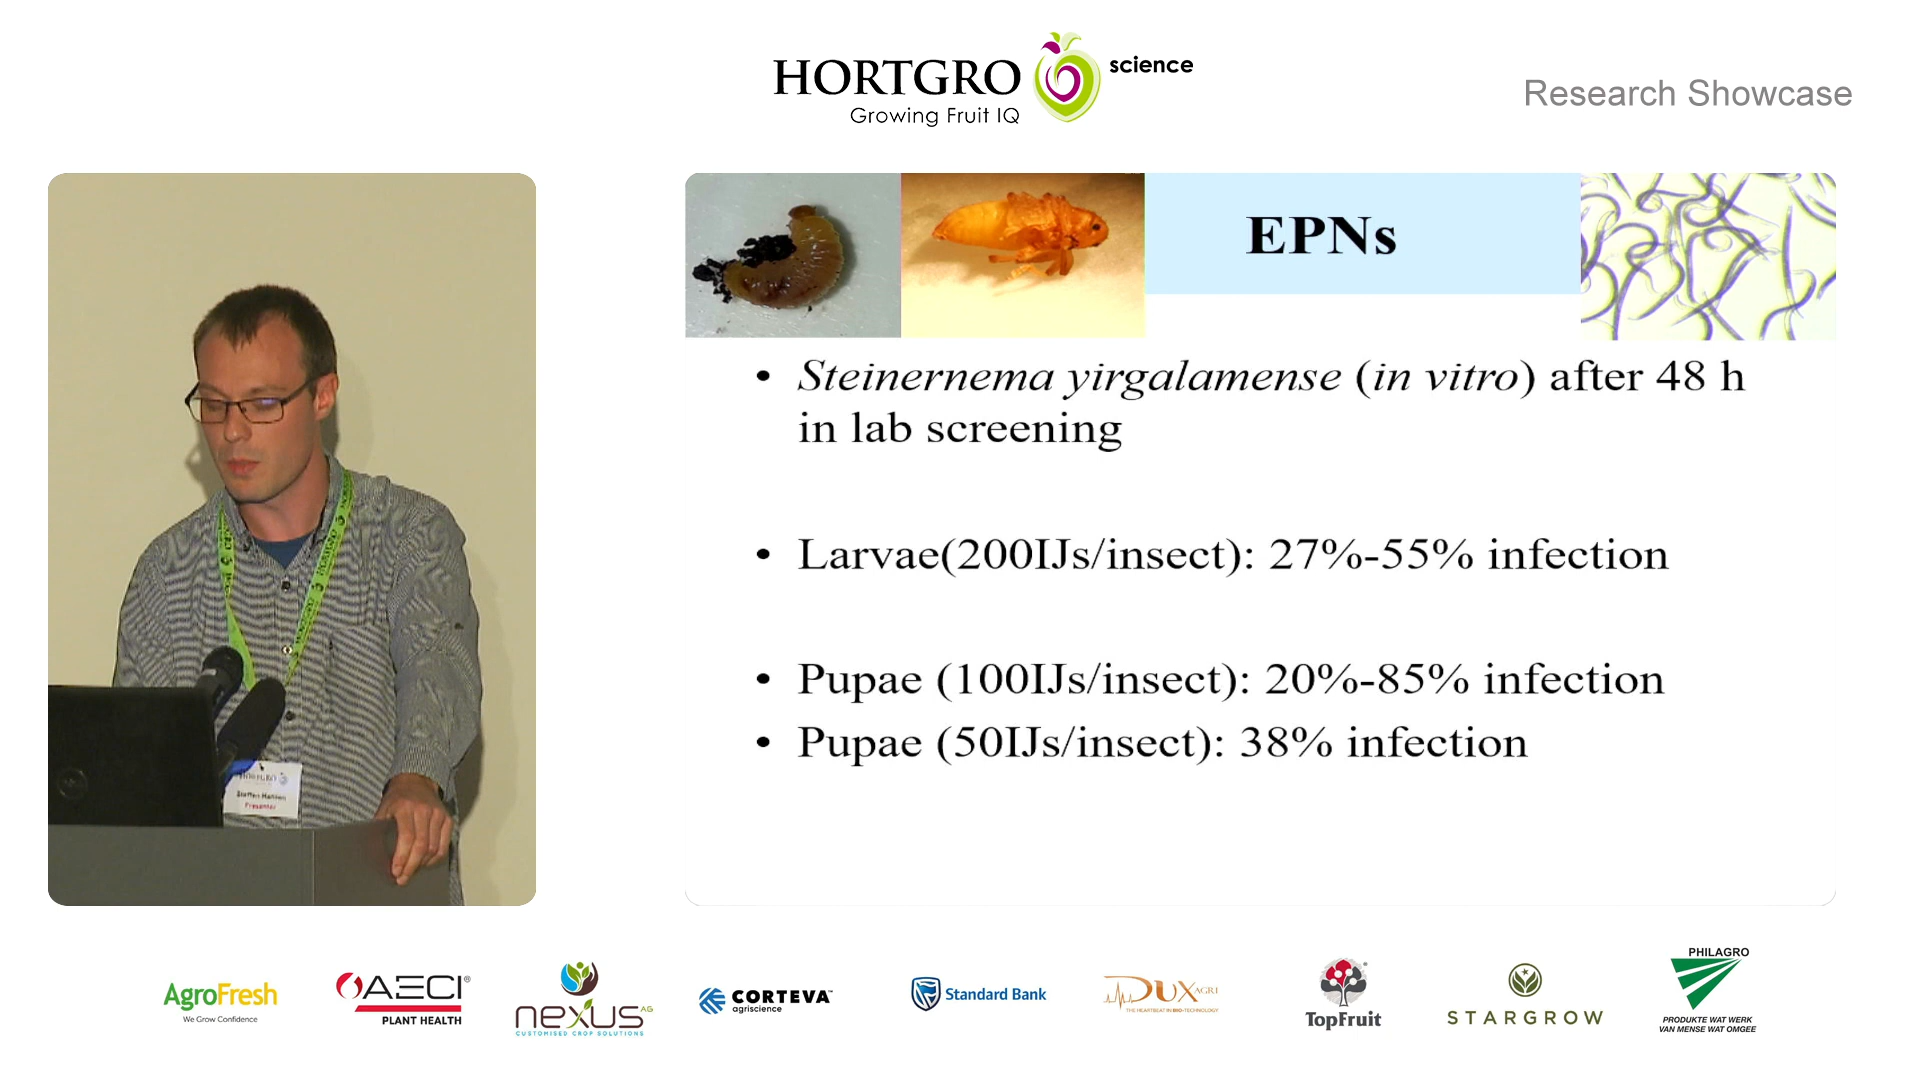 HORTGRO science
Growing Fruit IQ
Research Showcase
EPNs
• Steinernema yirgalamense (in vitro) after 48 h
in lab screening
• Larvae(200IJs/insect): 27%-55% infection
• Pupae (100IJs/insect): 20%-85% infection
• Pupae (50IJs/insect): 38% infection
HORTGRO
Presenter
AgroFresh
We Grow Confidence
AECI®
PLANT HEALTH
nexus AG
CUSTOMISED CROP SOLUTIONS
CORTEVA™
agriscience
Standard Bank
DUX AGRI
THE HEARTBEAT IN BIO-TECHNOLOGY
TopFruit
STARGROW
PHILAGRO
PRODUKTE WAT WERK
VAN MENSE WAT OMGEE